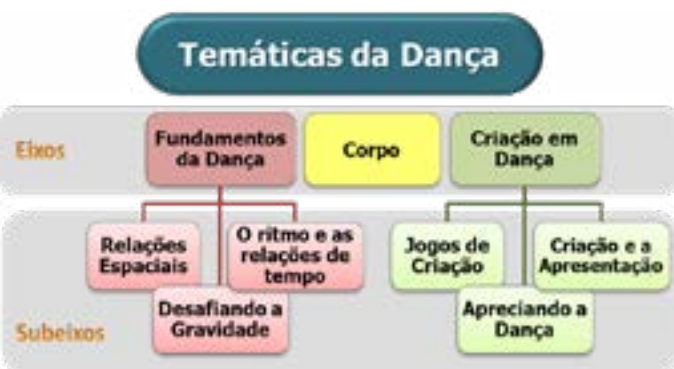 Temáticas da Dança
Eixos
Fundamentos
da Dança
Corpo
Criação em
Dança
Subeixos
Relações
Espaciais
O ritmo e as
relações de
tempo
Desafiando a
Gravidade
Jogos de
Criação
Criação e a
Apresentação
Apreciando a
Dança